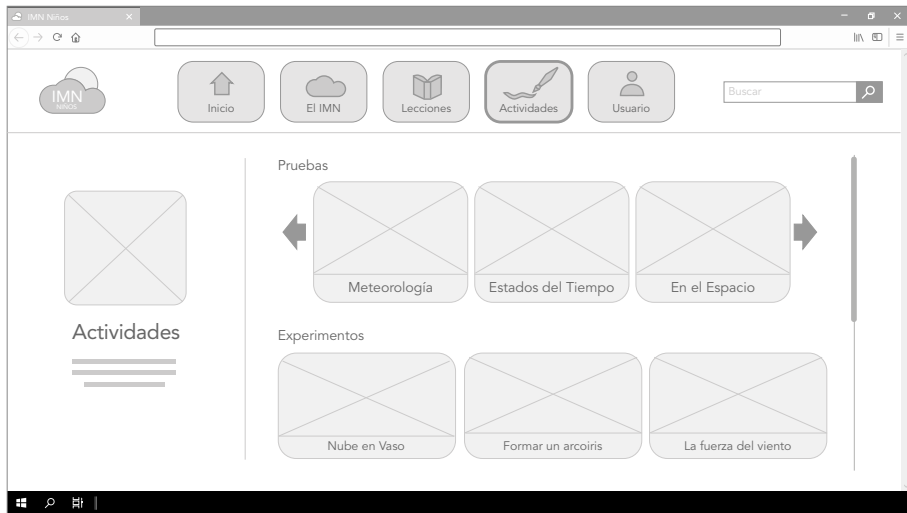 IMN Niños
IMN
NIÑOS
Inicio
El IMN
Lecciones
Actividades
Usuario
Buscar
Pruebas
Meteorología
Estados del Tiempo
En el Espacio
Actividades
Experimentos
Nube en Vaso
Formar un arcoiris
La fuerza del viento